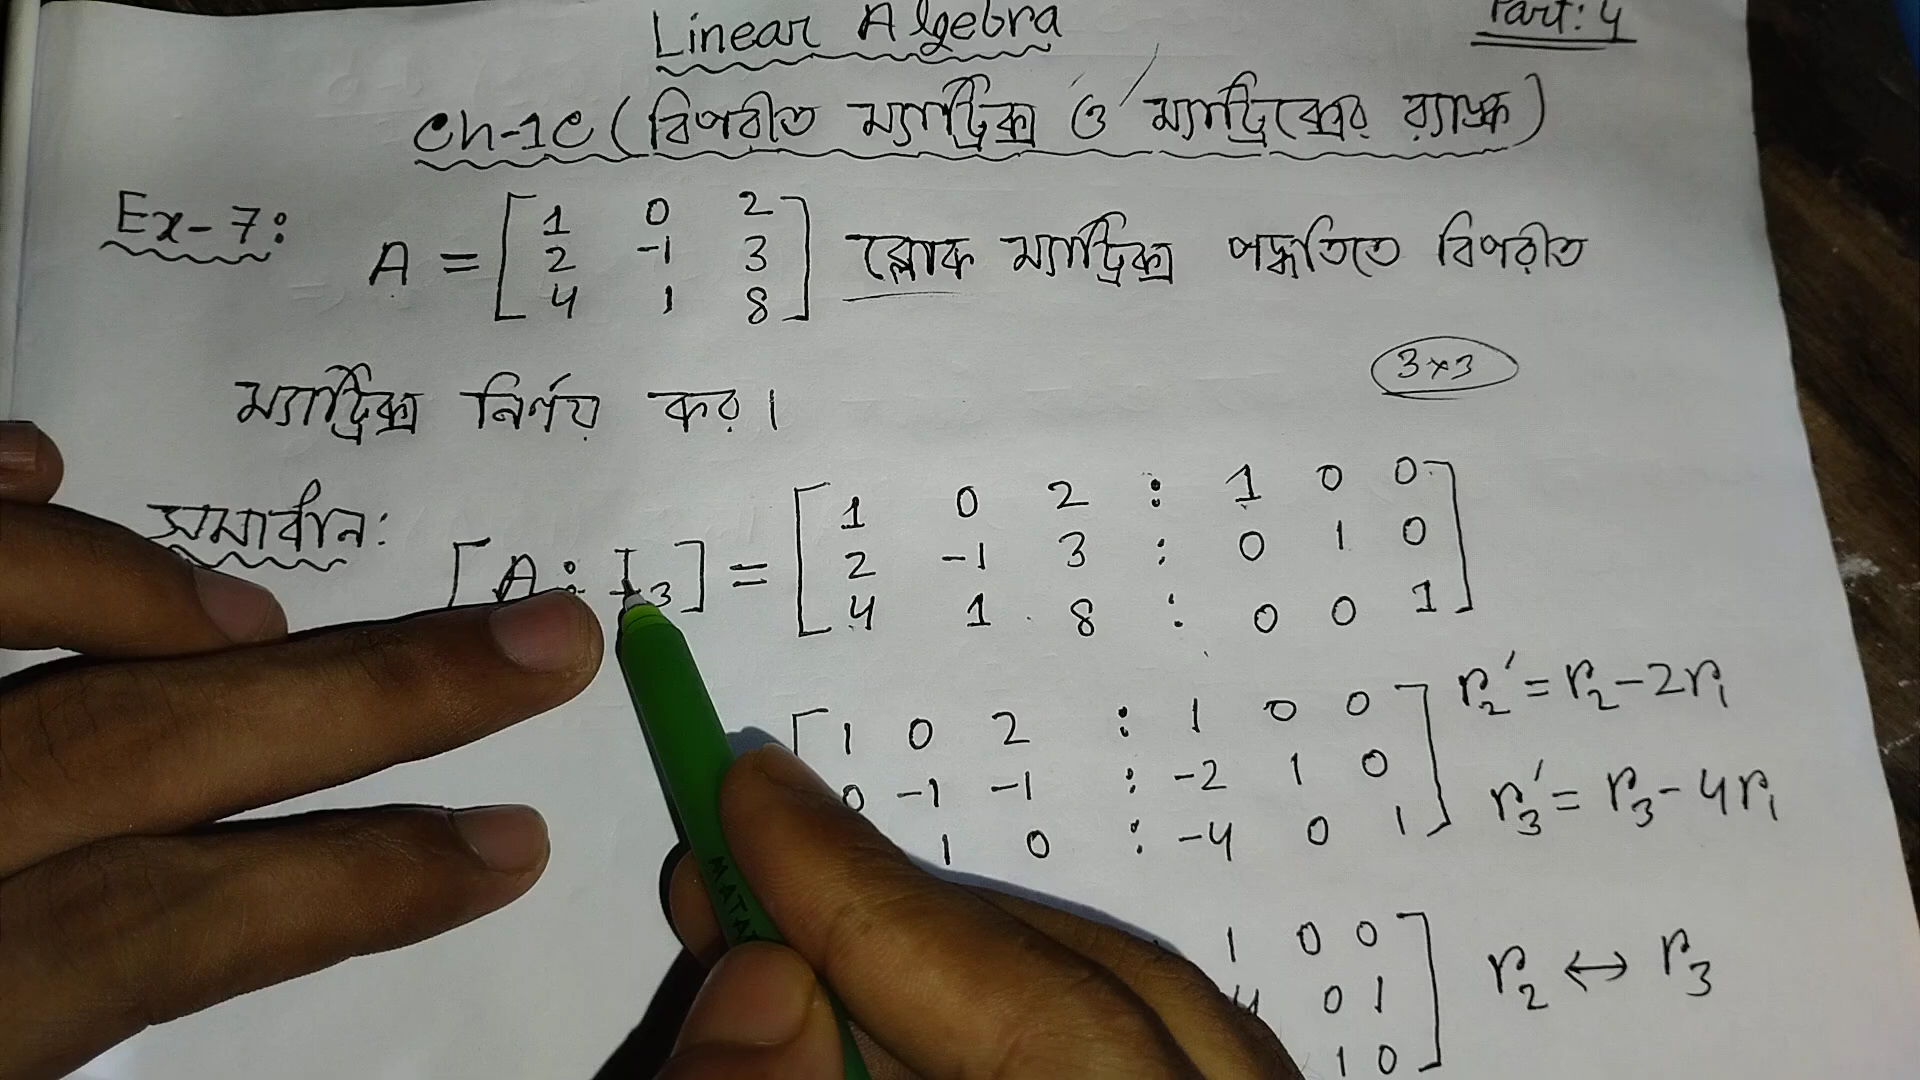 Linear Algebra
Part: 4
Ch-1C (বিপরীত ম্যাট্রিক্স ও ম্যাট্রিক্সের র‍্যাঙ্ক)
Ex-7: A = [1 0 2
2 -1 3
4 1 8] ব্লোক ম্যাট্রিক্স পদ্ধতিতে বিপরীত
3×3
ম্যাট্রিক্স নির্ণয় কর।
সমাধান: [A : I3] = [1 0 2 : 1 0 0
2 -1 3 : 0 1 0
4 1 8 : 0 0 1]
[1 0 2 : 1 0 0
0 -1 -1 : -2 1 0
1 0 : -4 0 1]
r2' = r2 - 2r1
r3' = r3 - 4r1
1 0 0
0 1
1 0]
r2 ↔ r3
MATA